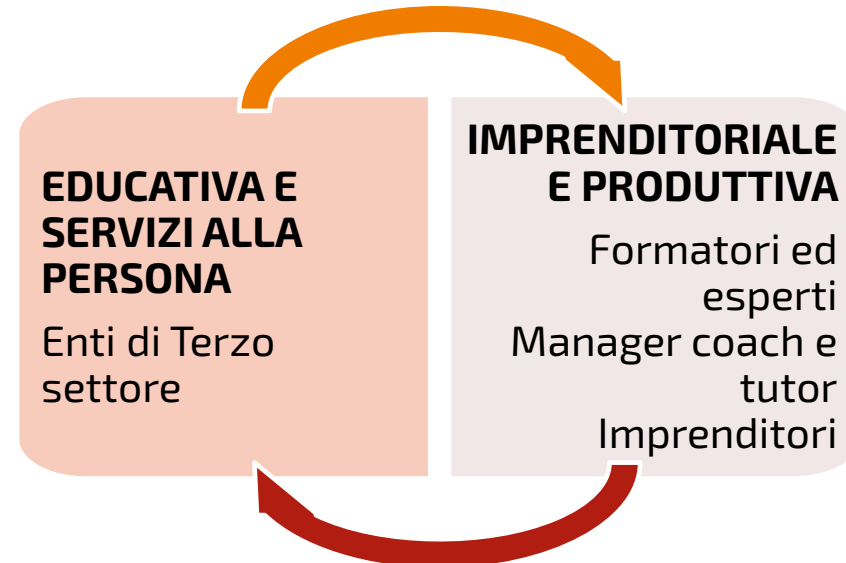 EDUCATIVA E
SERVIZI ALLA
PERSONA
Enti di Terzo
settore
IMPRENDITORIALE
E PRODUTTIVA
Formatori ed
esperti
Manager coach e
tutor
Imprenditori